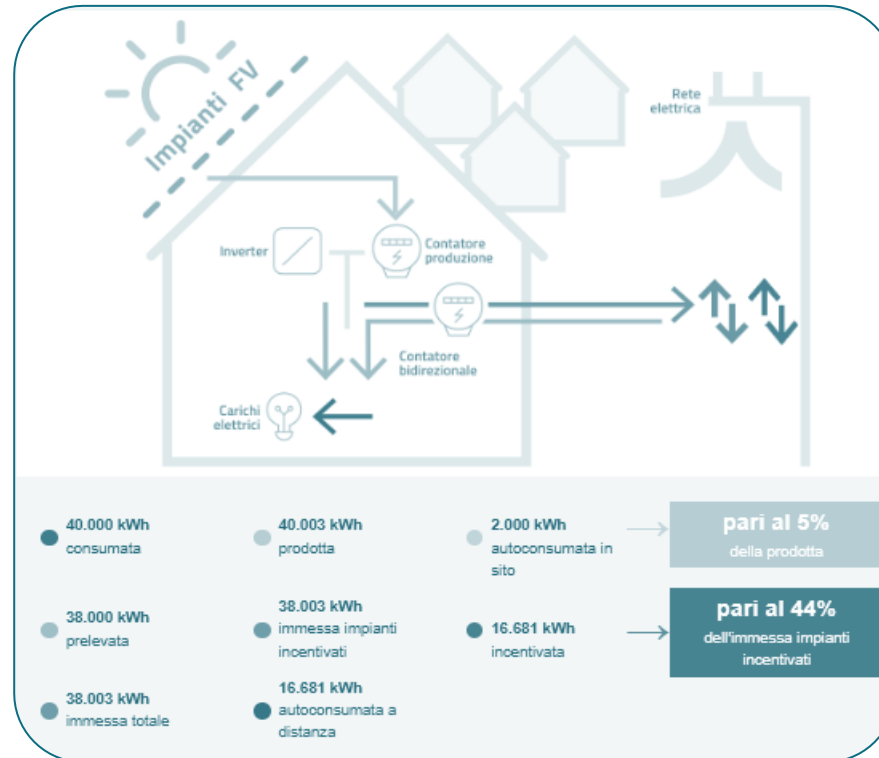 Impianti FV
Rete
elettrica
Inverter
Contatore
produzione
Contatore
bidirezionale
Carichi
elettrici
40.000 kWh
consumata
40.003 kWh
prodotta
2.000 kWh
autoconsumata in
sito
pari al 5%
della prodotta
38.000 kWh
prelevata
38.003 kWh
immessa impianti
incentivati
16.681 kWh
incentivata
pari al 44%
dell'immessa impianti
incentivati
38.003 kWh
immessa totale
16.681 kWh
autoconsumata a
distanza